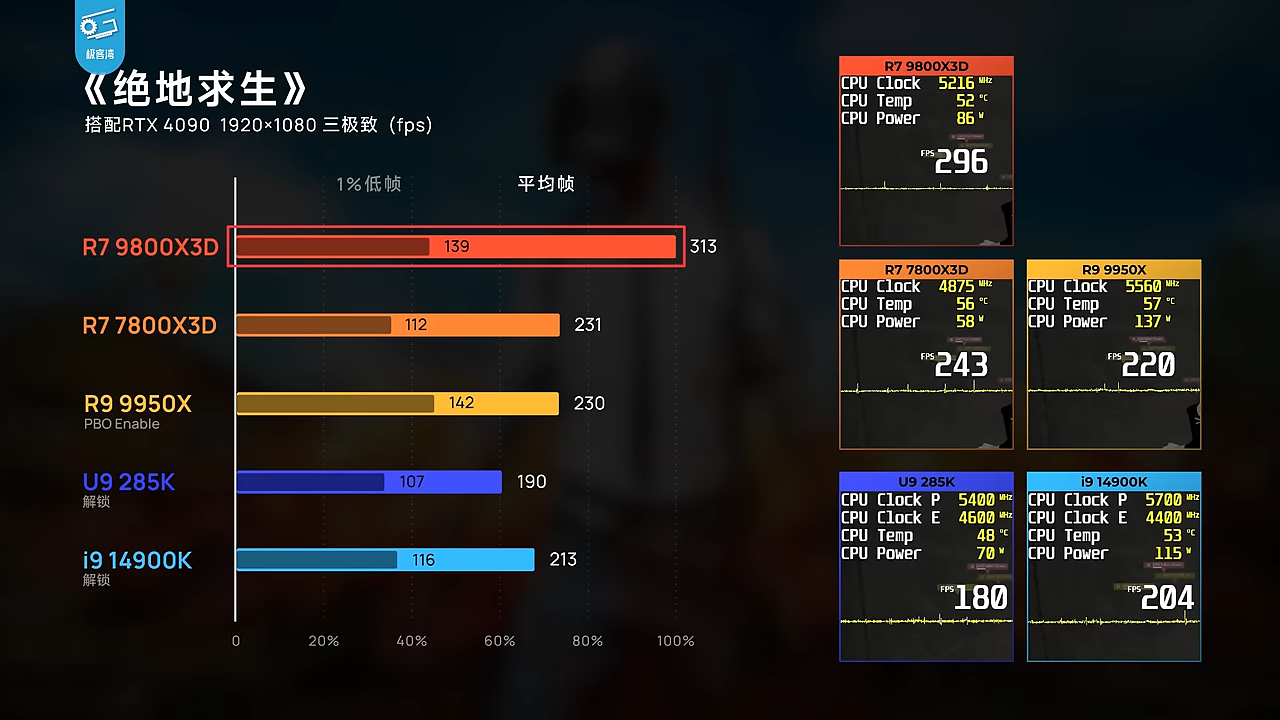 极客湾
《绝地求生》
搭配RTX 4090 1920×1080 三极致 (fps)
1%低帧 平均帧
R7 9800X3D 139 313
R7 7800X3D 112 231
R9 9950X 142 230
PBO Enable
U9 285K 107 190
解锁
i9 14900K 116 213
解锁
0 20% 40% 60% 80% 100%
R7 9800X3D
CPU Clock 5216 MHz
CPU Temp 52 °C
CPU Power 86 W
FPS 296
R7 7800X3D
CPU Clock 4875 MHz
CPU Temp 56 °C
CPU Power 58 W
FPS 243
R9 9950X
CPU Clock 5560 MHz
CPU Temp 57 °C
CPU Power 137 W
FPS 220
U9 285K
CPU Clock P 5400 MHz
CPU Clock E 4600 MHz
CPU Temp 48 °C
CPU Power 70 W
FPS 180
i9 14900K
CPU Clock P 5700 MHz
CPU Clock E 4400 MHz
CPU Temp 53 °C
CPU Power 115 W
FPS 204